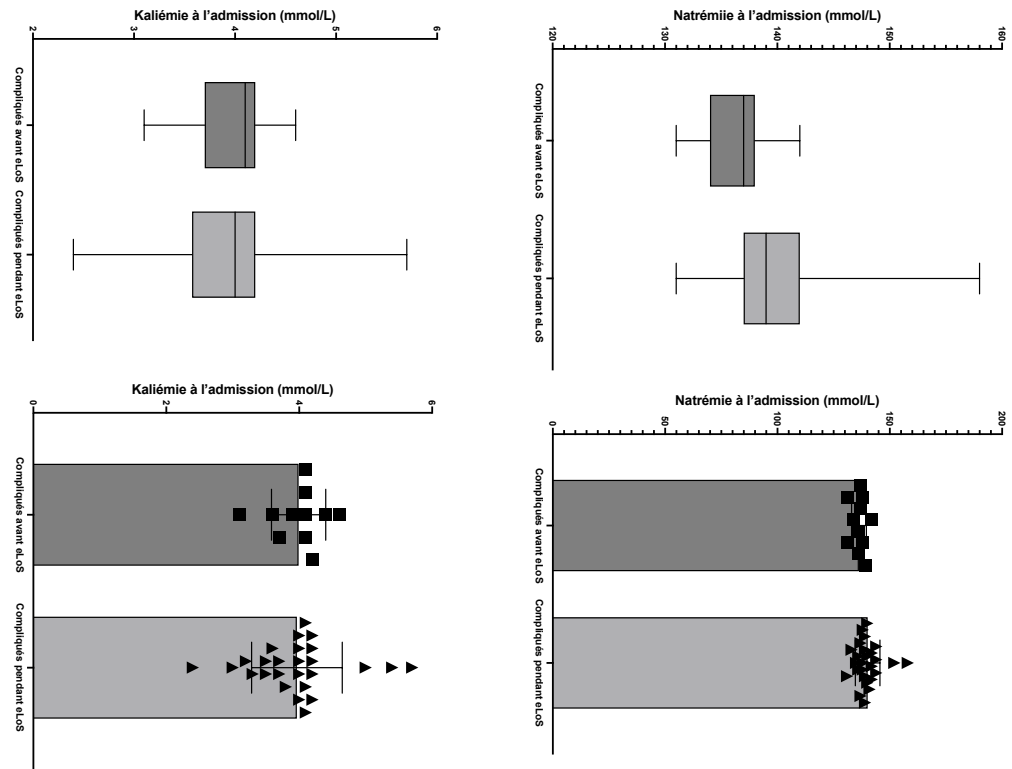 Kaliémie à l’admission (mmol/L)
2
3
4
5
6
Compliqués avant eLoS
Compliqués pendant eLoS
Natrémiie à l’admission (mmol/L)
120
130
140
150
160
Compliqués avant eLoS
Compliqués pendant eLoS
Kaliémie à l’admission (mmol/L)
0
2
4
6
Compliqués avant eLoS
Compliqués pendant eLoS
Natrémie à l’admission (mmol/L)
0
50
100
150
200
Compliqués avant eLoS
Compliqués pendant eLoS